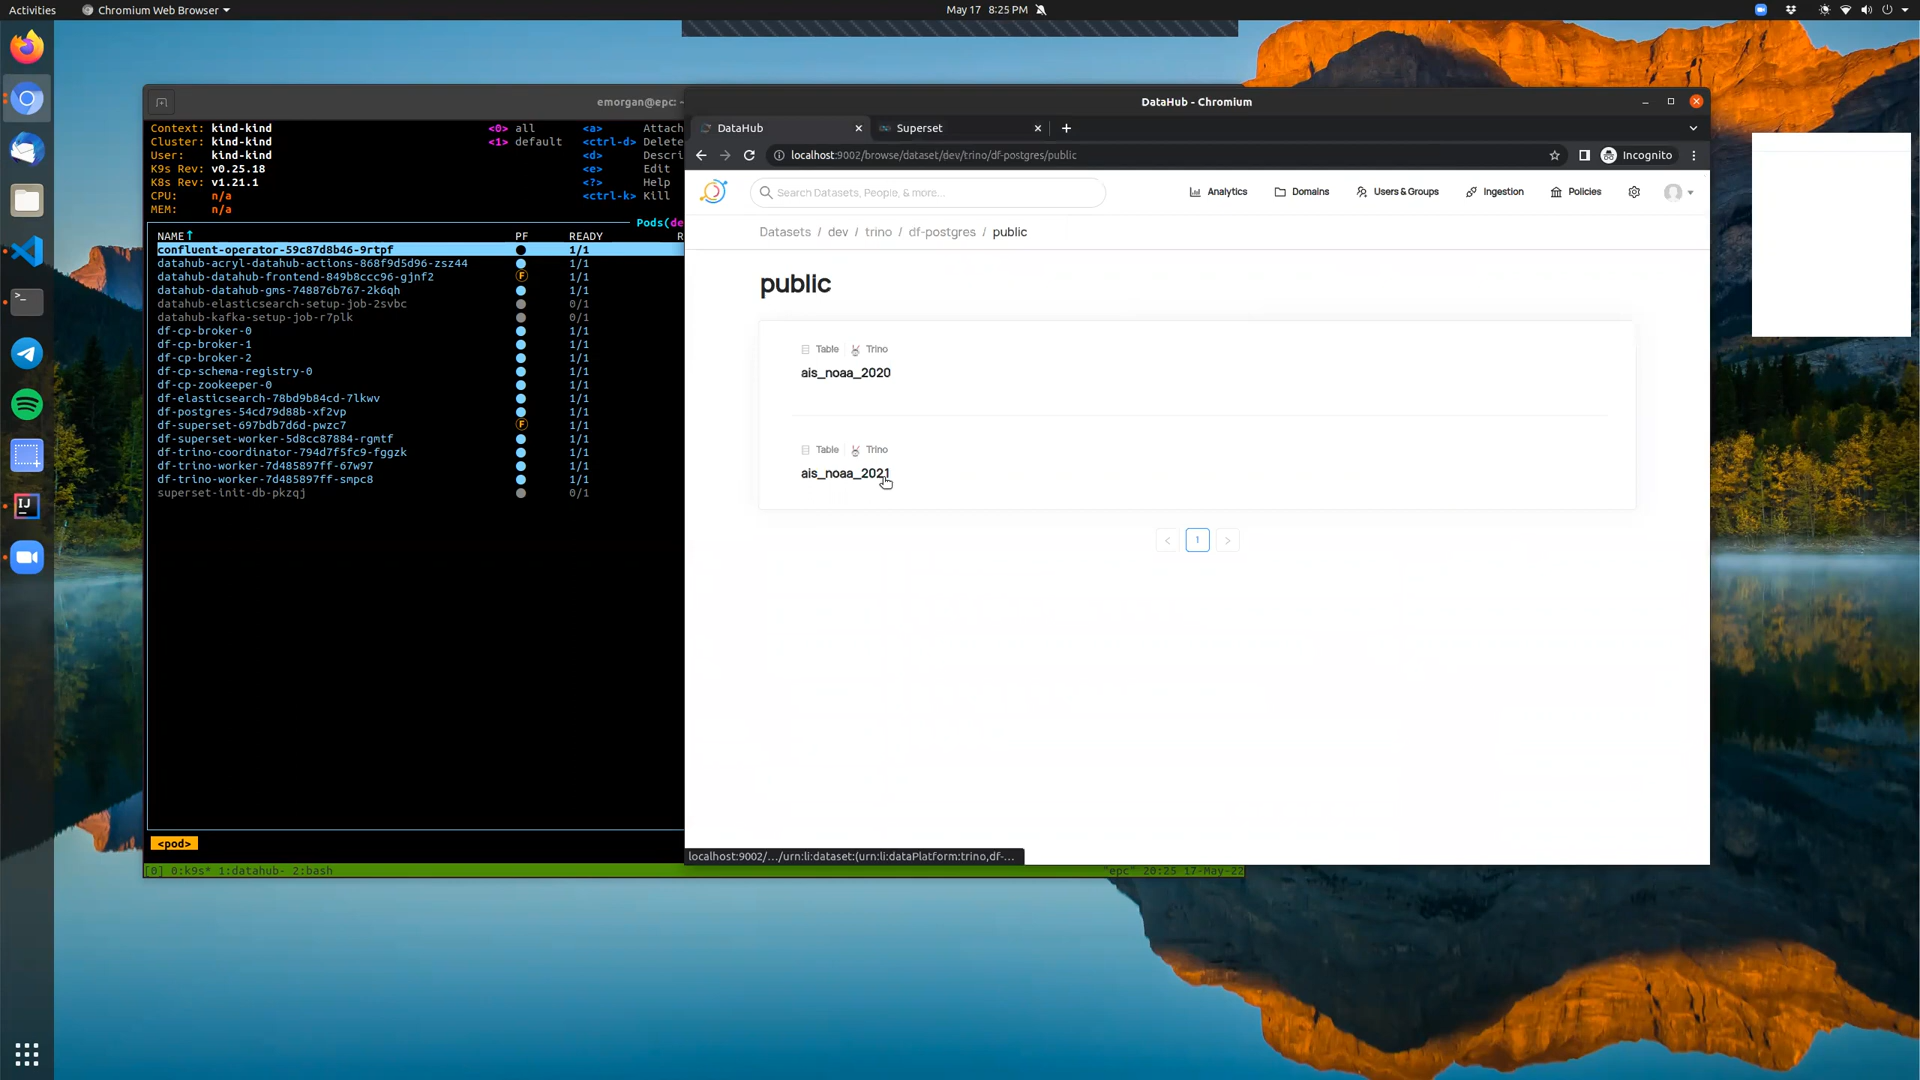 Activities
Chromium Web Browser
May 17 8:25 PM
emorgan@epc: ~
Context: kind-kind
Cluster: kind-kind
User: kind-kind
K9s Rev: v0.25.18
K8s Rev: v1.21.1
CPU: n/a
MEM: n/a
<0> all
<1> default
<a> Attach
<ctrl-d> Delete
<d> Descri
<e> Edit
<?> Help
<ctrl-k> Kill
Pods(de
NAME↑ PF READY R
confluent-operator-59c87d8b46-9rtpf ● 1/1
datahub-acryl-datahub-actions-868f9d5d96-zsz44 ● 1/1
datahub-datahub-frontend-849b8ccc96-gjnf2 Ⓕ 1/1
datahub-datahub-gms-748876b767-2k6qh ● 1/1
datahub-elasticsearch-setup-job-2svbc ● 0/1
datahub-kafka-setup-job-r7plk ● 0/1
df-cp-broker-0 ● 1/1
df-cp-broker-1 ● 1/1
df-cp-broker-2 ● 1/1
df-cp-schema-registry-0 ● 1/1
df-cp-zookeeper-0 ● 1/1
df-elasticsearch-78bd9b84cd-7lkwv ● 1/1
df-postgres-54cd79d88b-xf2vp ● 1/1
df-superset-697bdb7d6d-pwzc7 Ⓕ 1/1
df-superset-worker-5d8cc87884-rgmtf ● 1/1
df-trino-coordinator-794d7f5fc9-fggzk ● 1/1
df-trino-worker-7d485897ff-67w97 ● 1/1
df-trino-worker-7d485897ff-smpc8 ● 1/1
superset-init-db-pkzqj ● 0/1
<pod>
[0] 0:k9s* 1:datahub- 2:bash
"epc" 20:25 17-May-22
DataHub - Chromium
DataHub
Superset
localhost:9002/browse/dataset/dev/trino/df-postgres/public
Incognito
Search Datasets, People, & more...
Analytics
Domains
Users & Groups
Ingestion
Policies
Datasets / dev / trino / df-postgres / public
public
Table Trino
ais_noaa_2020
Table Trino
ais_noaa_2021
< 1 >
localhost:9002/.../urn:li:dataset:(urn:li:dataPlatform:trino,df-...
IJ